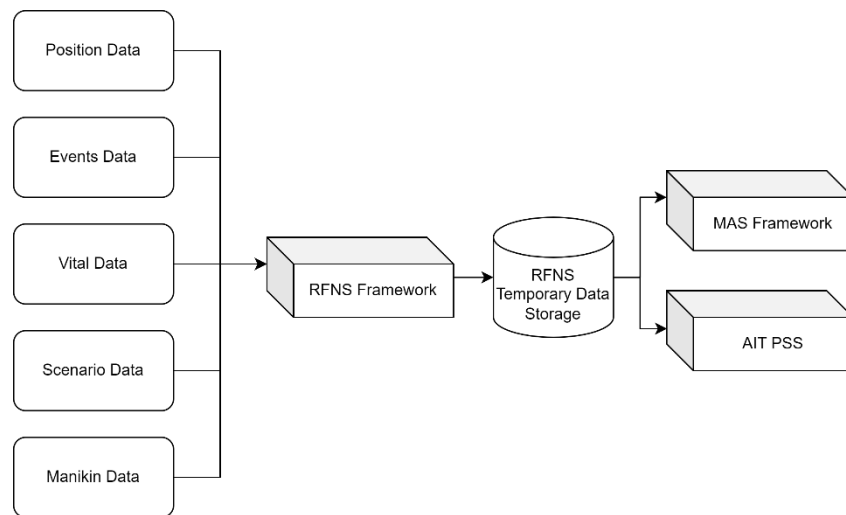 Position Data
Events Data
Vital Data
Scenario Data
Manikin Data
RFNS Framework
RFNS
Temporary Data
Storage
MAS Framework
AIT PSS